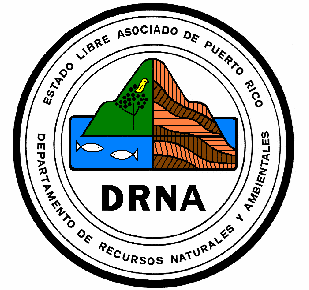 ESTADO LIBRE ASOCIADO DE PUERTO RICO
DRNA
DEPARTAMENTO DE RECURSOS NATURALES Y AMBIENTALES